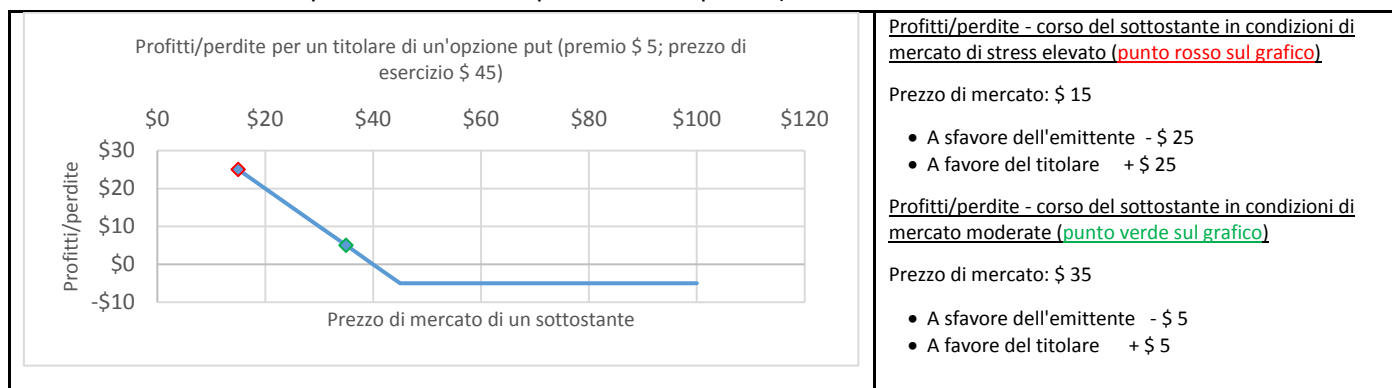 Profitti/perdite per un titolare di un'opzione put (premio $ 5; prezzo di
esercizio $ 45)
$0 $20 $40 $60 $80 $100 $120
$30
$20
$10
$0
-$10
Profitti/perdite
Prezzo di mercato di un sottostante
Profitti/perdite - corso del sottostante in condizioni di
mercato di stress elevato (punto rosso sul grafico)
Prezzo di mercato: $ 15
• A sfavore dell'emittente - $ 25
• A favore del titolare + $ 25
Profitti/perdite - corso del sottostante in condizioni di
mercato moderate (punto verde sul grafico)
Prezzo di mercato: $ 35
• A sfavore dell'emittente - $ 5
• A favore del titolare + $ 5